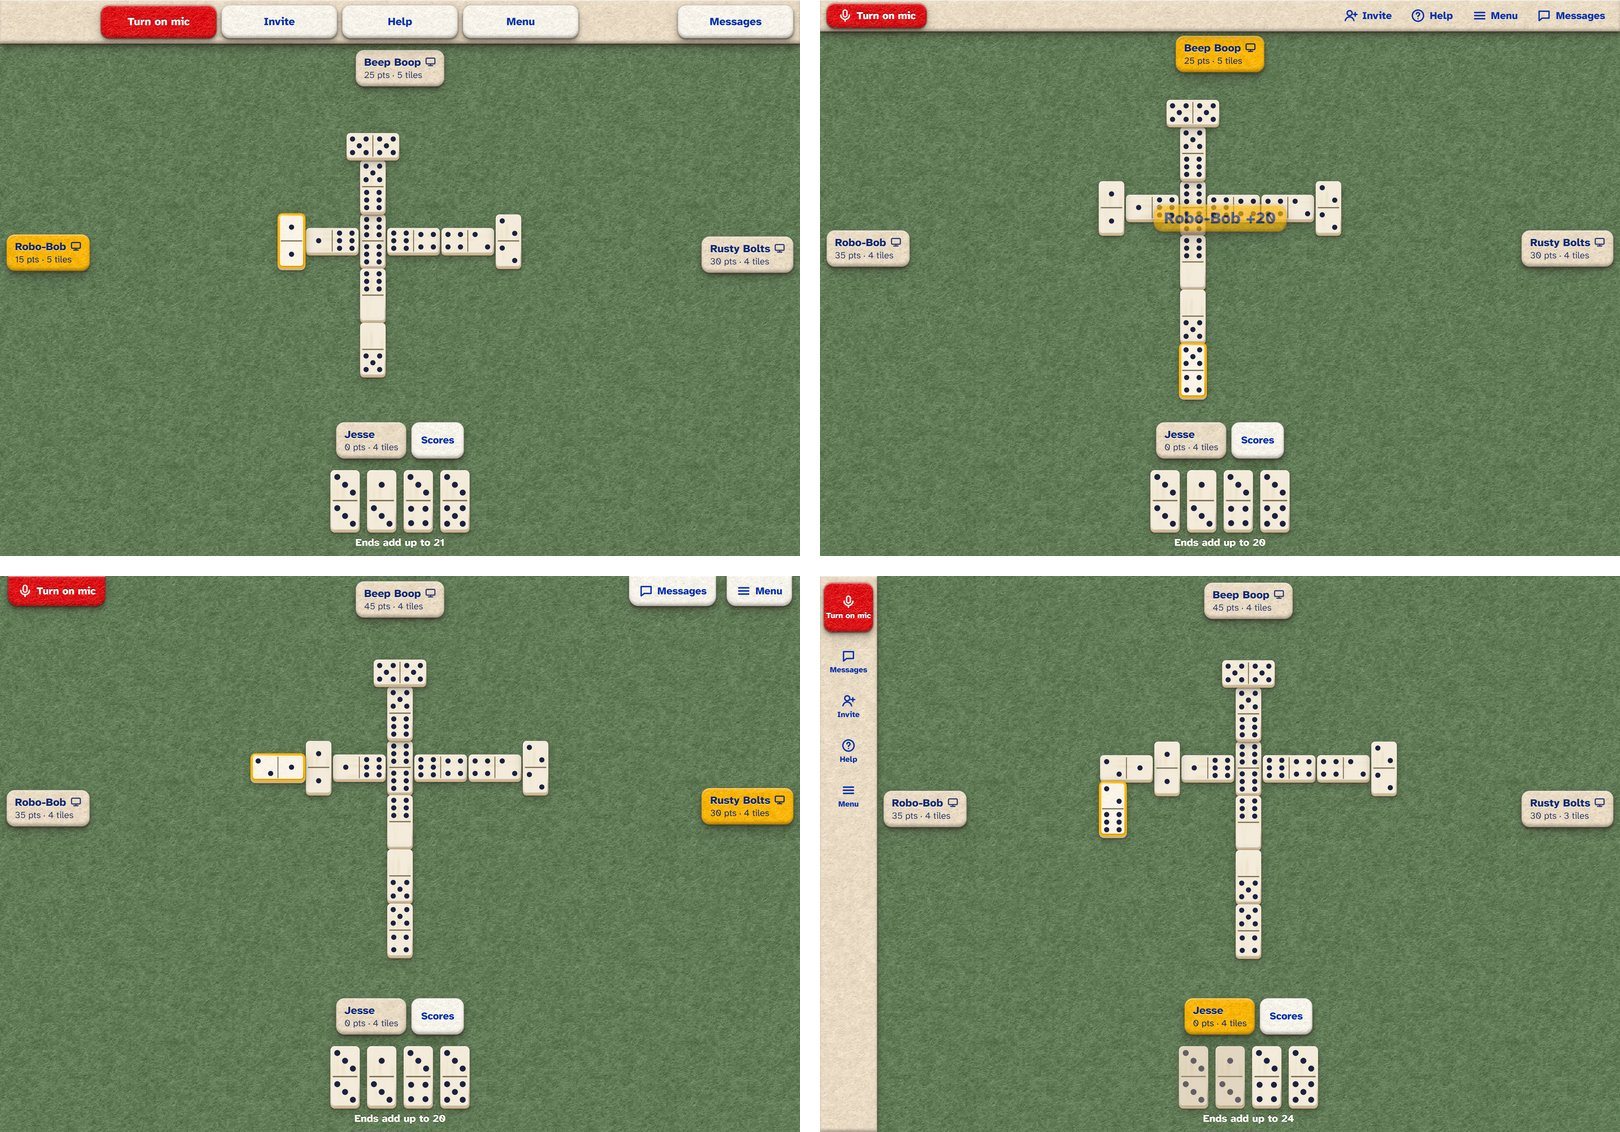 Turn on mic
Invite
Help
Menu
Messages
Beep Boop
25 pts · 5 tiles
Robo-Bob
15 pts · 5 tiles
Rusty Bolts
30 pts · 4 tiles
Jesse
0 pts · 4 tiles
Scores
Ends add up to 21
Turn on mic
Invite
Help
Menu
Messages
Beep Boop
25 pts · 5 tiles
Robo-Bob +20
Robo-Bob
35 pts · 4 tiles
Rusty Bolts
30 pts · 4 tiles
Jesse
0 pts · 4 tiles
Scores
Ends add up to 20
Turn on mic
Messages
Menu
Beep Boop
45 pts · 4 tiles
Robo-Bob
35 pts · 4 tiles
Rusty Bolts
30 pts · 4 tiles
Jesse
0 pts · 4 tiles
Scores
Ends add up to 20
Turn on mic
Messages
Invite
Help
Menu
Beep Boop
45 pts · 4 tiles
Robo-Bob
35 pts · 4 tiles
Rusty Bolts
30 pts · 3 tiles
Jesse
0 pts · 4 tiles
Scores
Ends add up to 24